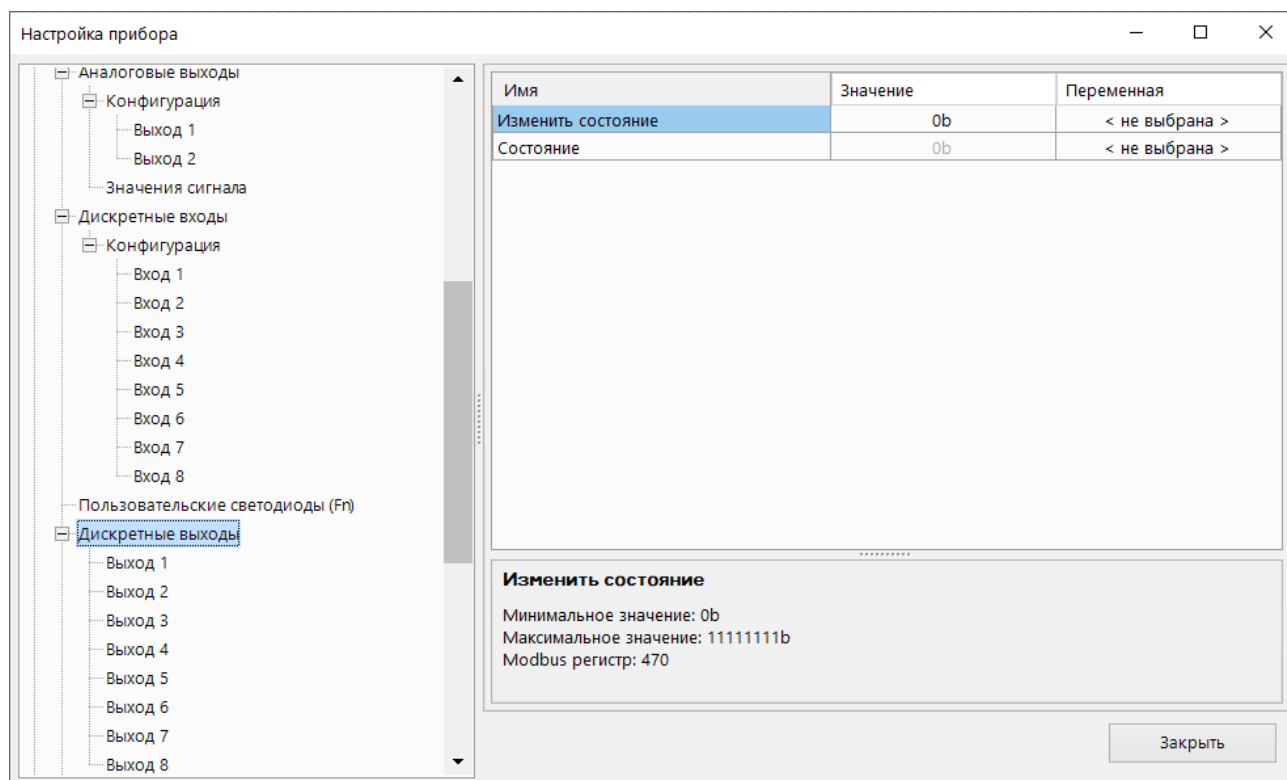 Настройка прибора
Аналоговые выходы
Конфигурация
Выход 1
Выход 2
Значения сигнала
Дискретные входы
Конфигурация
Вход 1
Вход 2
Вход 3
Вход 4
Вход 5
Вход 6
Вход 7
Вход 8
Пользовательские светодиоды (Fn)
Дискретные выходы
Выход 1
Выход 2
Выход 3
Выход 4
Выход 5
Выход 6
Выход 7
Выход 8
Имя Значение Переменная
Изменить состояние 0b < не выбрана >
Состояние 0b < не выбрана >
Изменить состояние
Минимальное значение: 0b
Максимальное значение: 11111111b
Modbus регистр: 470
Закрыть